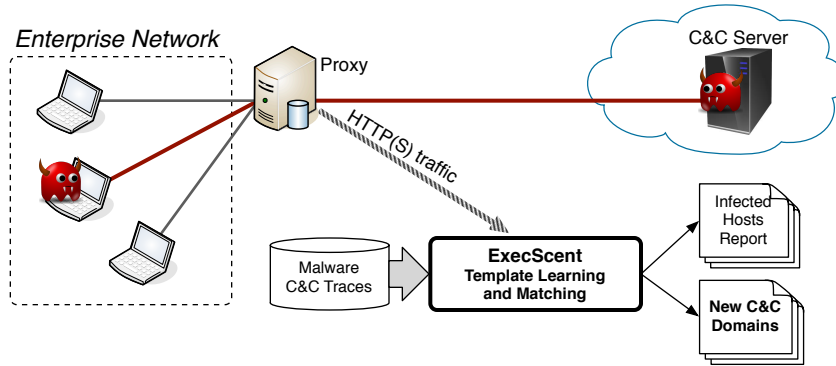 Enterprise Network
Proxy
C&C Server
HTTP(S) traffic
Malware
C&C Traces
ExecScent
Template Learning
and Matching
Infected
Hosts
Report
New C&C
Domains